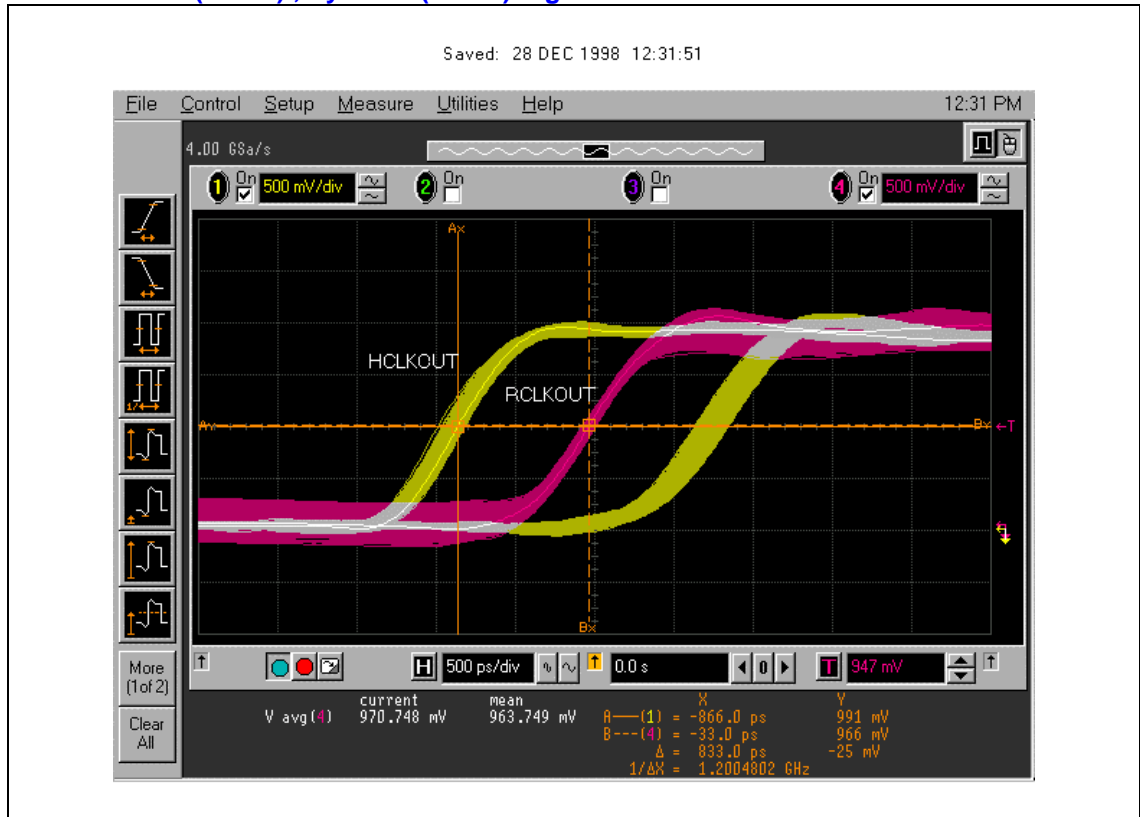 Saved: 28 DEC 1998 12:31:51
File Control Setup Measure Utilities Help 12:31 PM
4.00 GSa/s
1 On 500 mV/div 2 On 3 On 4 On 500 mV/div
Ax
HCLKOUT
RCLKOUT
Ay By ←T
Bx
1/
More
(1of 2)
Clear
All
H 500 ps/div 0.0 s 0 T 947 mV
current mean X Y
V avg(4) 970.748 mV 963.749 mV A——(1) = -866.0 ps 991 mV
B---(4) = -33.0 ps 966 mV
Δ = 833.0 ps -25 mV
1/ΔX = 1.2004802 GHz